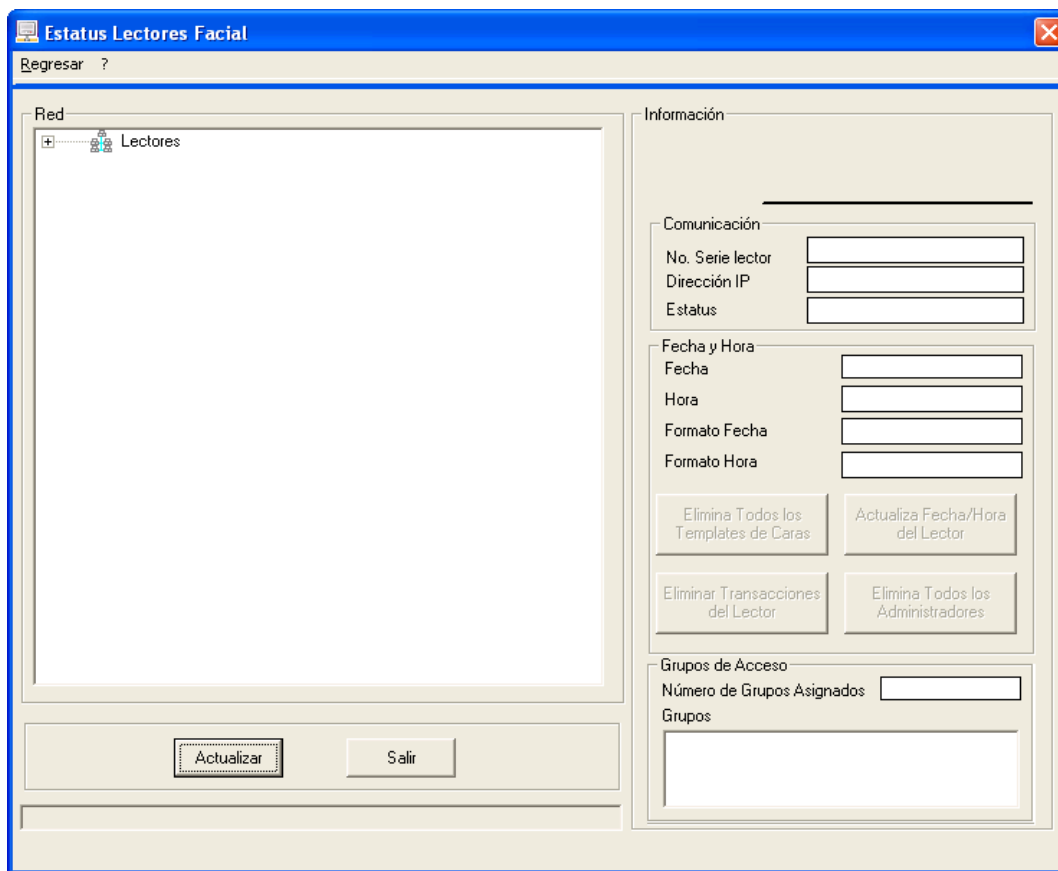 Estatus Lectores Facial
Regresar ?
Red
Lectores
Actualizar
Salir
Información
Comunicación
No. Serie lector
Dirección IP
Estatus
Fecha y Hora
Fecha
Hora
Formato Fecha
Formato Hora
Elimina Todos los
Templates de Caras
Actualiza Fecha/Hora
del Lector
Eliminar Transacciones
del Lector
Elimina Todos los
Administradores
Grupos de Acceso
Número de Grupos Asignados
Grupos